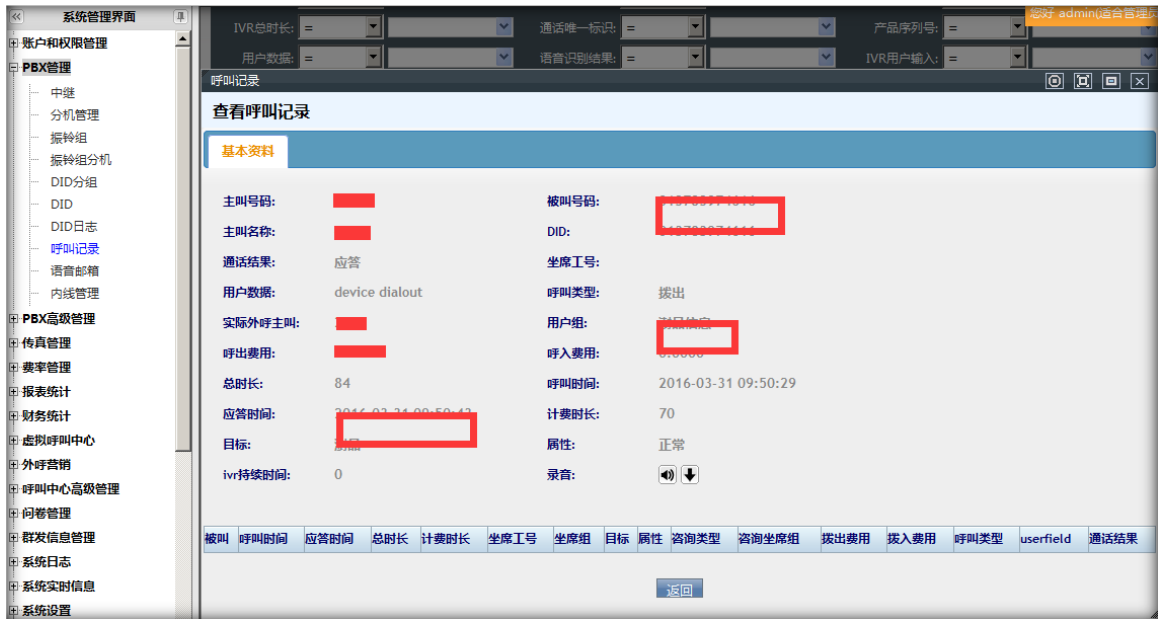 系统管理界面
账户和权限管理
PBX管理
中继
分机管理
振铃组
振铃组分机
DID分组
DID
DID日志
呼叫记录
语音邮箱
内线管理
PBX高级管理
传真管理
费率管理
报表统计
财务统计
虚拟呼叫中心
外呼营销
呼叫中心高级管理
问卷管理
群发信息管理
系统日志
系统实时信息
系统设置
您好 admin(适合管理员
IVR总时长: = 通话唯一标识: = 产品序列号: =
用户数据: = 语音识别结果: = IVR用户输入: =
呼叫记录
查看呼叫记录
基本资料
主叫号码: 被叫号码:
主叫名称: DID:
通话结果: 应答 坐席工号:
用户数据: device dialout 呼叫类型: 拨出
实际外呼主叫: 用户组:
呼出费用: 呼入费用:
总时长: 84 呼叫时间: 2016-03-31 09:50:29
应答时间: 计费时长: 70
目标: 属性: 正常
ivr持续时间: 0 录音:
被叫 呼叫时间 应答时间 总时长 计费时长 坐席工号 坐席组 目标 属性 咨询类型 咨询坐席组 拨出费用 拨入费用 呼叫类型 userfield 通话结果
返回